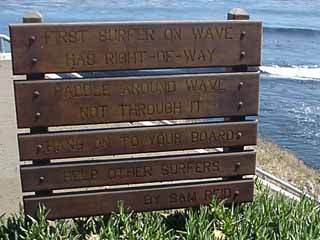 FIRST SURFER ON WAVE
HAS RIGHT-OF-WAY
PADDLE AROUND WAVE
NOT THROUGH IT
HANG ON TO YOUR BOARD
HELP OTHER SURFERS
BY SAM REID